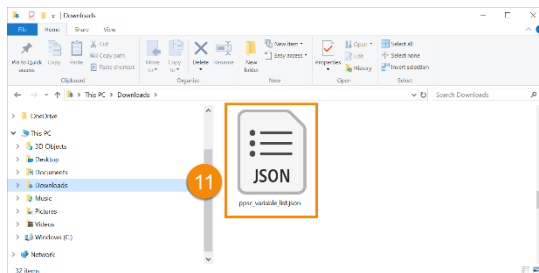 Downloads
File Home Share View
Pin to Quick access
Copy
Paste
Cut
Copy path
Paste shortcut
Clipboard
Move to
Copy to
Delete
Rename
Organize
New folder
New item
Easy access
New
Properties
Open
Edit
History
Open
Select all
Select none
Invert selection
Select
This PC > Downloads >
Search Downloads
OneDrive
This PC
3D Objects
Desktop
Documents
Downloads
Music
Pictures
Videos
Windows (C:)
Network
11
JSON
32 items